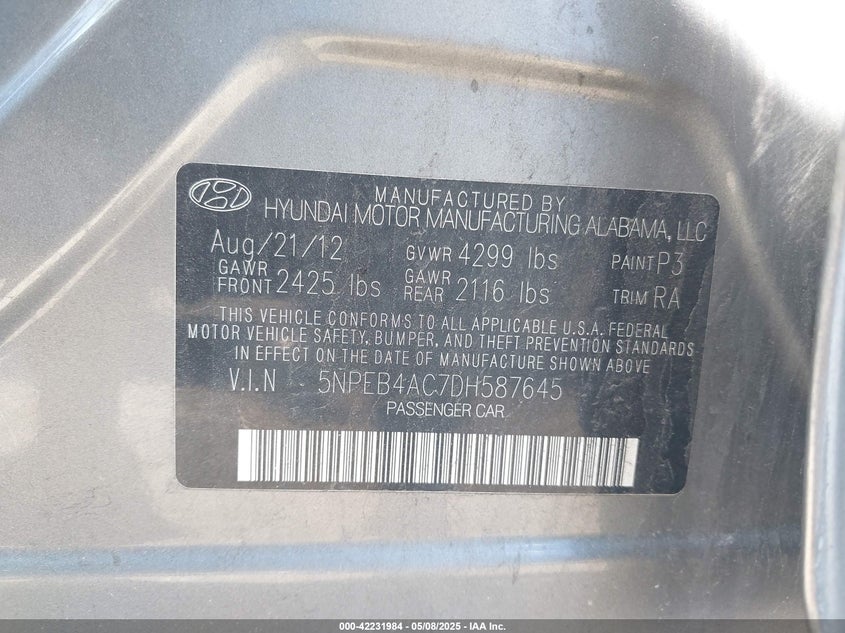 MANUFACTURED BY
HYUNDAI MOTOR MANUFACTURING ALABAMA, LLC
Aug/21/12 GVWR 4299 lbs PAINT P3
GAWR FRONT 2425 lbs GAWR REAR 2116 lbs TRIM RA
THIS VEHICLE CONFORMS TO ALL APPLICABLE U.S.A. FEDERAL
MOTOR VEHICLE SAFETY, BUMPER, AND THEFT PREVENTION STANDARDS
IN EFFECT ON THE DATE OF MANUFACTURE SHOWN ABOVE
V.I.N 5NPEB4AC7DH587645
PASSENGER CAR
000-42231984 | 05/08/2025 - IAA Inc.